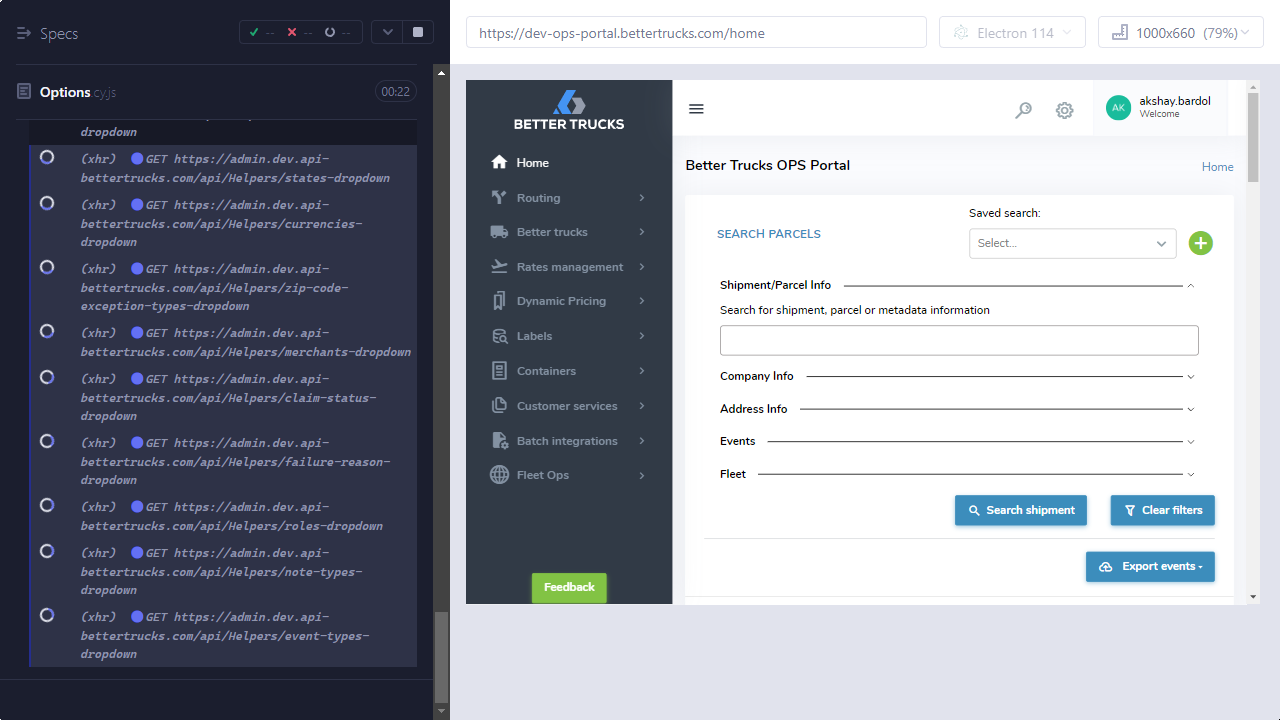 Specs
--
--
--
Options.cy.js
00:22
dropdown
(xhr) GET https://admin.dev.api-
bettertrucks.com/api/Helpers/states-dropdown
(xhr) GET https://admin.dev.api-
bettertrucks.com/api/Helpers/currencies-
dropdown
(xhr) GET https://admin.dev.api-
bettertrucks.com/api/Helpers/zip-code-
exception-types-dropdown
(xhr) GET https://admin.dev.api-
bettertrucks.com/api/Helpers/merchants-dropdown
(xhr) GET https://admin.dev.api-
bettertrucks.com/api/Helpers/claim-status-
dropdown
(xhr) GET https://admin.dev.api-
bettertrucks.com/api/Helpers/failure-reason-
dropdown
(xhr) GET https://admin.dev.api-
bettertrucks.com/api/Helpers/roles-dropdown
(xhr) GET https://admin.dev.api-
bettertrucks.com/api/Helpers/note-types-
dropdown
(xhr) GET https://admin.dev.api-
bettertrucks.com/api/Helpers/event-types-
dropdown
https://dev-ops-portal.bettertrucks.com/home
Electron 114
1000x660 (79%)
BETTER TRUCKS
Home
Routing
Better trucks
Rates management
Dynamic Pricing
Labels
Containers
Customer services
Batch integrations
Fleet Ops
Feedback
AK
akshay.bardol
Welcome
Better Trucks OPS Portal
Home
SEARCH PARCELS
Saved search:
Select...
Shipment/Parcel Info
Search for shipment, parcel or metadata information
Company Info
Address Info
Events
Fleet
Search shipment
Clear filters
Export events